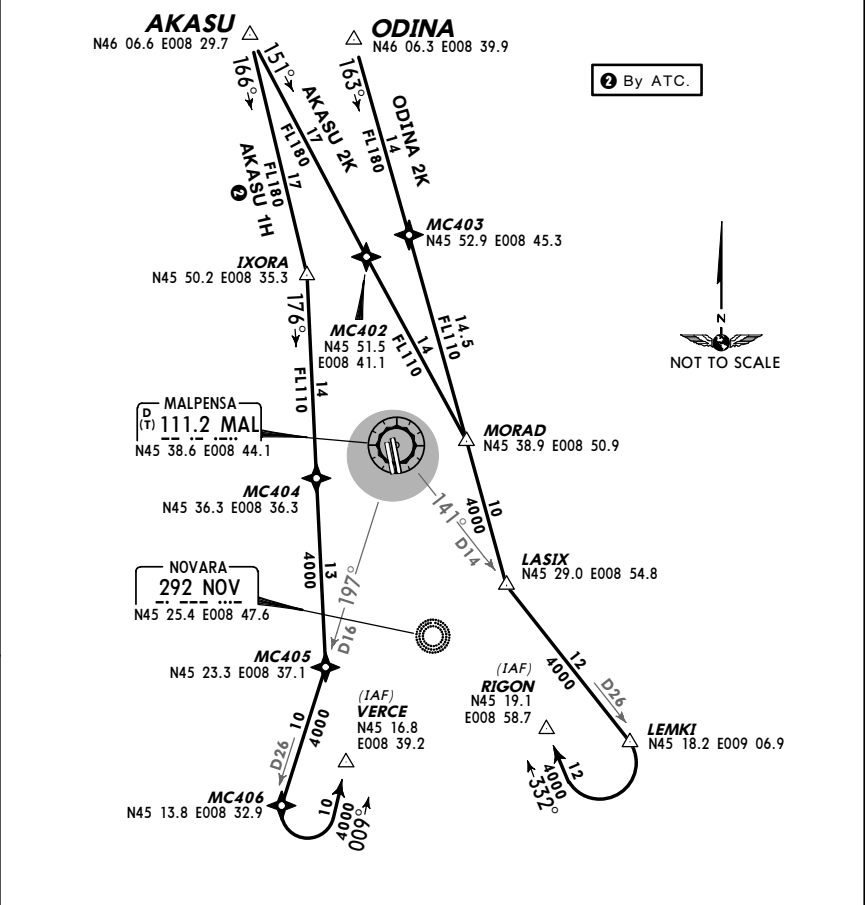 AKASU
N46 06.6 E008 29.7
ODINA
N46 06.3 E008 39.9
❷ By ATC.
166°
151°
163°
AKASU 2K
17
FL180
ODINA 2K
14
FL180
17
FL180
AKASU 1H
❷
MC403
N45 52.9 E008 45.3
IXORA
N45 50.2 E008 35.3
176°
MC402
N45 51.5
E008 41.1
14
FL110
14.5
FL110
14
FL110
N
NOT TO SCALE
MALPENSA
D
(T) 111.2 MAL
N45 38.6 E008 44.1
MORAD
N45 38.9 E008 50.9
MC404
N45 36.3 E008 36.3
141°
D14
10
4000
LASIX
N45 29.0 E008 54.8
13
4000
197°
D16
NOVARA
292 NOV
N45 25.4 E008 47.6
MC405
N45 23.3 E008 37.1
12
4000
D26
(IAF)
RIGON
N45 19.1
E008 58.7
(IAF)
VERCE
N45 16.8
E008 39.2
10
4000
D26
LEMKI
N45 18.2 E009 06.9
MC406
N45 13.8 E008 32.9
10
4000
009°
12
4000
332°